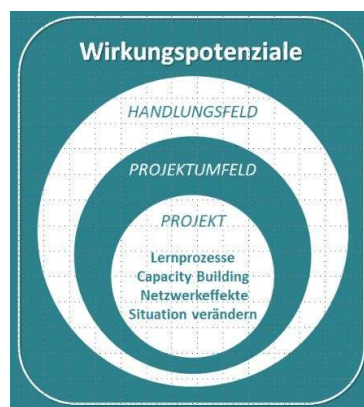 Wirkungspotenziale
HANDLUNGSFELD
PROJEKTUMFELD
PROJEKT
Lernprozesse
Capacity Building
Netzwerkeffekte
Situation verändern